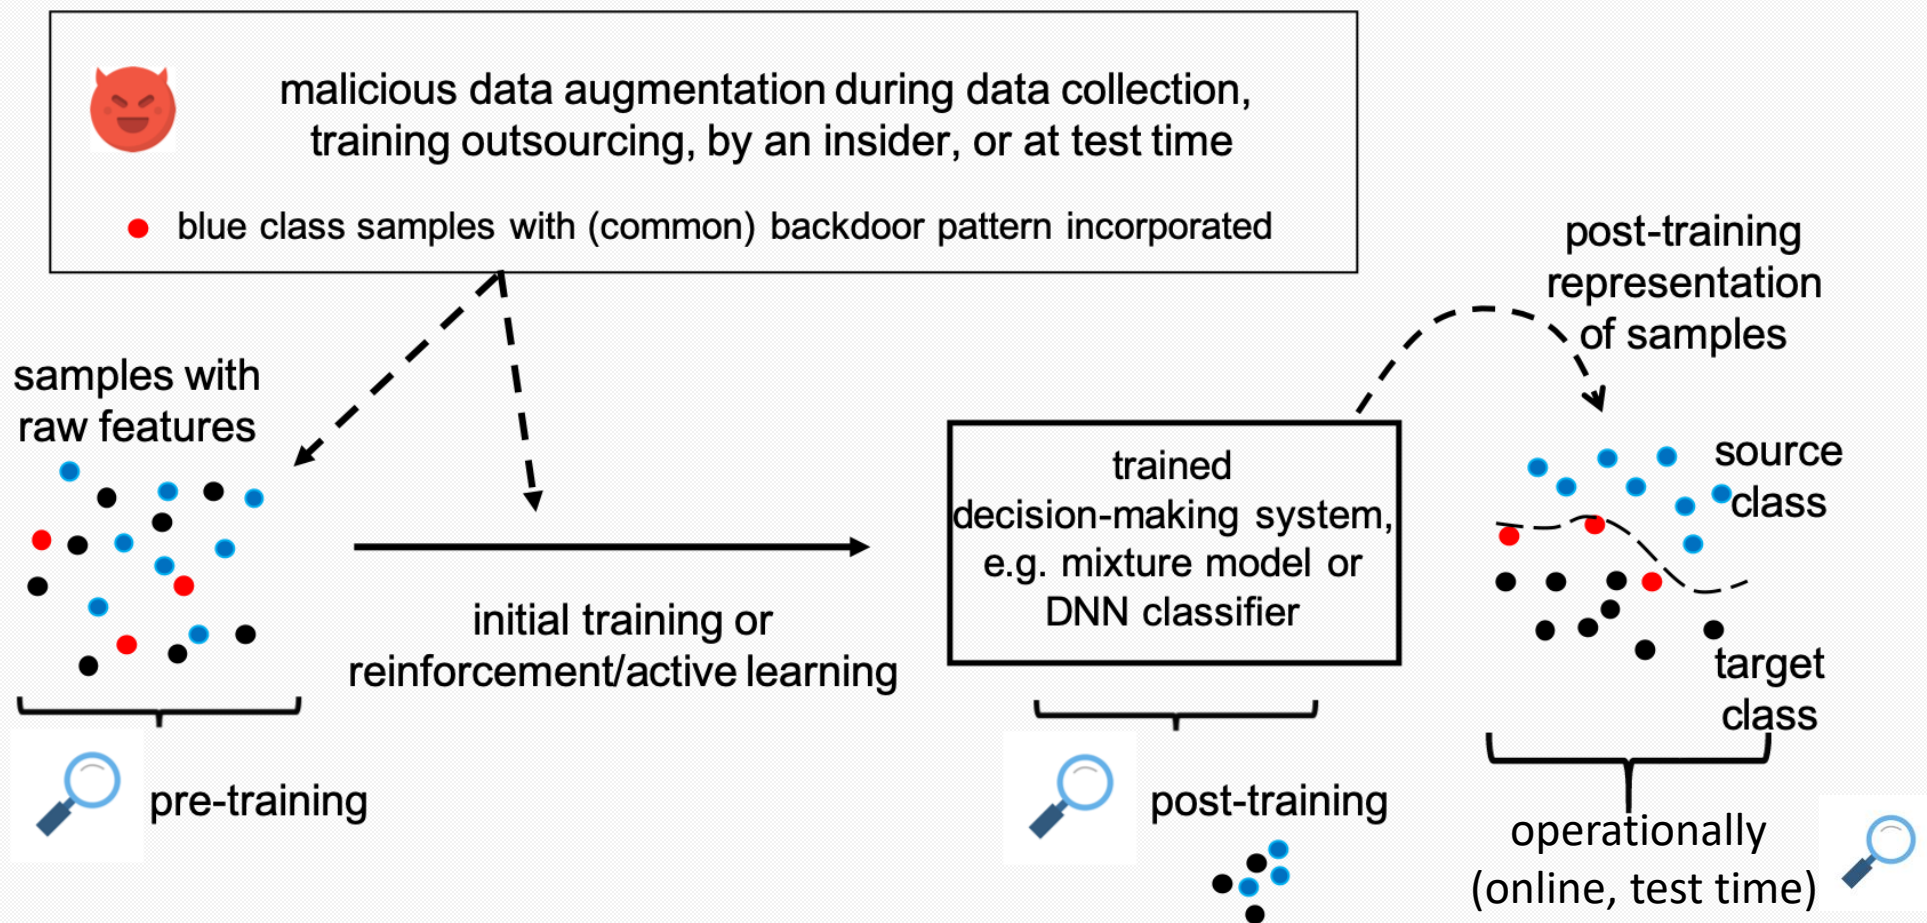 malicious data augmentation during data collection,
training outsourcing, by an insider, or at test time
blue class samples with (common) backdoor pattern incorporated
samples with
raw features
initial training or
reinforcement/active learning
trained
decision-making system,
e.g. mixture model or
DNN classifier
post-training
representation
of samples
source
class
target
class
pre-training
post-training
operationally
(online, test time)